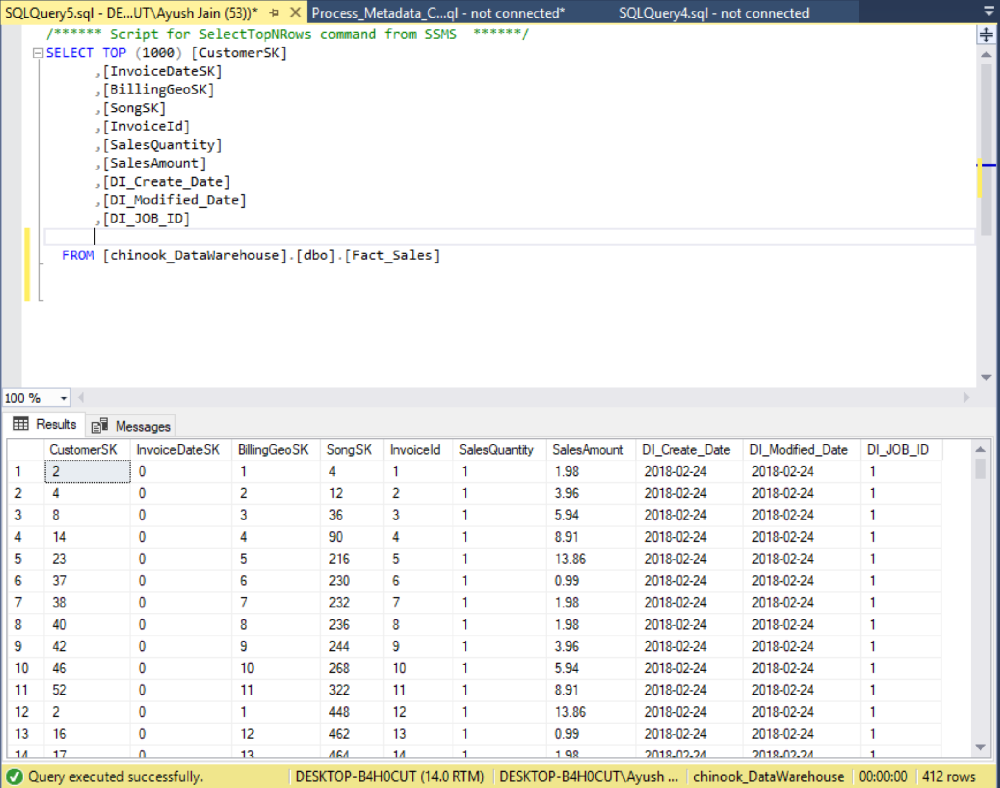 SQLQuery5.sql - DE...UT\Ayush Jain (53))* Process_Metadata_C...ql - not connected* SQLQuery4.sql - not connected
/****** Script for SelectTopNRows command from SSMS ******/
SELECT TOP (1000) [CustomerSK]
,[InvoiceDateSK]
,[BillingGeoSK]
,[SongSK]
,[InvoiceId]
,[SalesQuantity]
,[SalesAmount]
,[DI_Create_Date]
,[DI_Modified_Date]
,[DI_JOB_ID]
FROM [chinook_DataWarehouse].[dbo].[Fact_Sales]
100 %
Results Messages
CustomerSK InvoiceDateSK BillingGeoSK SongSK InvoiceId SalesQuantity SalesAmount DI_Create_Date DI_Modified_Date DI_JOB_ID
1 2 0 1 4 1 1 1.98 2018-02-24 2018-02-24 1
2 4 0 2 12 2 1 3.96 2018-02-24 2018-02-24 1
3 8 0 3 36 3 1 5.94 2018-02-24 2018-02-24 1
4 14 0 4 90 4 1 8.91 2018-02-24 2018-02-24 1
5 23 0 5 216 5 1 13.86 2018-02-24 2018-02-24 1
6 37 0 6 230 6 1 0.99 2018-02-24 2018-02-24 1
7 38 0 7 232 7 1 1.98 2018-02-24 2018-02-24 1
8 40 0 8 236 8 1 1.98 2018-02-24 2018-02-24 1
9 42 0 9 244 9 1 3.96 2018-02-24 2018-02-24 1
10 46 0 10 268 10 1 5.94 2018-02-24 2018-02-24 1
11 52 0 11 322 11 1 8.91 2018-02-24 2018-02-24 1
12 2 0 1 448 12 1 13.86 2018-02-24 2018-02-24 1
13 16 0 12 462 13 1 0.99 2018-02-24 2018-02-24 1
14 17 0 13 464 14 1 1.98 2018-02-24 2018-02-24 1
Query executed successfully. DESKTOP-B4H0CUT (14.0 RTM) DESKTOP-B4H0CUT\Ayush ... chinook_DataWarehouse 00:00:00 412 rows